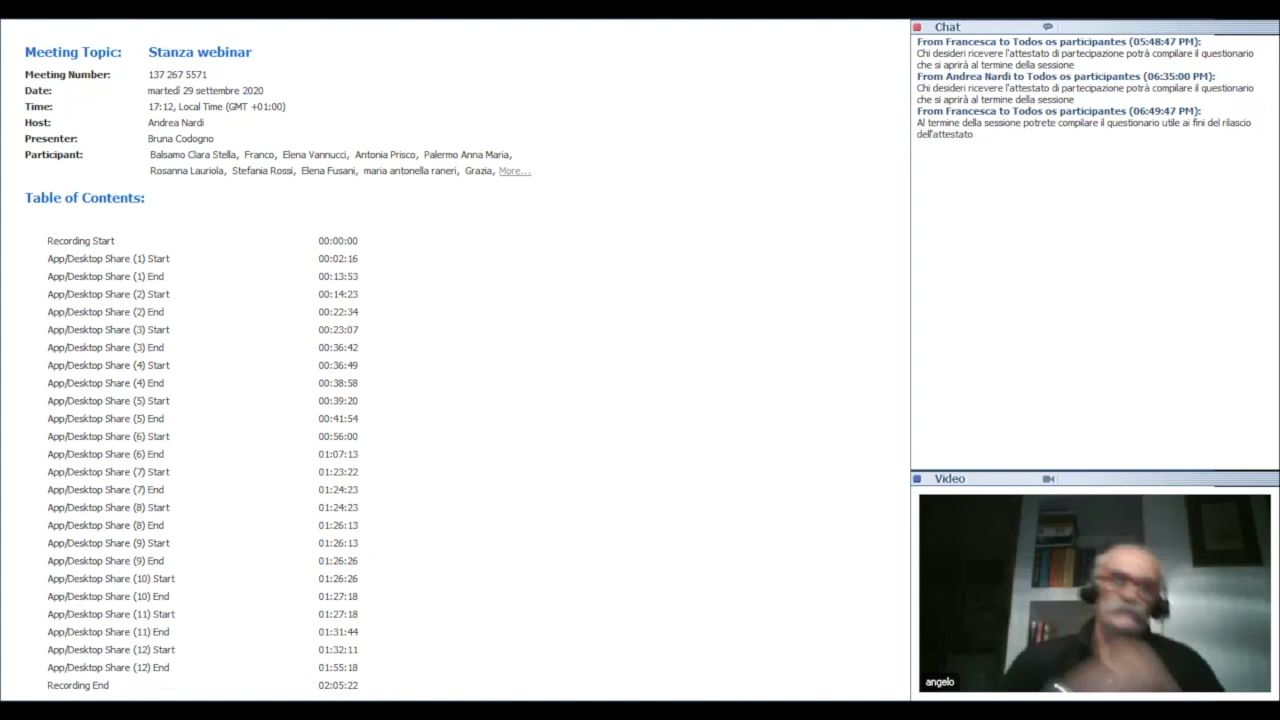 Meeting Topic: Stanza webinar
Meeting Number: 137 267 5571
Date: martedì 29 settembre 2020
Time: 17:12, Local Time (GMT +01:00)
Host: Andrea Nardi
Presenter: Bruna Codogno
Participant: Balsamo Clara Stella, Franco, Elena Vannucci, Antonia Prisco, Palermo Anna Maria,
Rosanna Lauriola, Stefania Rossi, Elena Fusani, maria antonella raneri, Grazia, More...
Table of Contents:
Recording Start 00:00:00
App/Desktop Share (1) Start 00:02:16
App/Desktop Share (1) End 00:13:53
App/Desktop Share (2) Start 00:14:23
App/Desktop Share (2) End 00:22:34
App/Desktop Share (3) Start 00:23:07
App/Desktop Share (3) End 00:36:42
App/Desktop Share (4) Start 00:36:49
App/Desktop Share (4) End 00:38:58
App/Desktop Share (5) Start 00:39:20
App/Desktop Share (5) End 00:41:54
App/Desktop Share (6) Start 00:56:00
App/Desktop Share (6) End 01:07:13
App/Desktop Share (7) Start 01:23:22
App/Desktop Share (7) End 01:24:23
App/Desktop Share (8) Start 01:24:23
App/Desktop Share (8) End 01:26:13
App/Desktop Share (9) Start 01:26:13
App/Desktop Share (9) End 01:26:26
App/Desktop Share (10) Start 01:26:26
App/Desktop Share (10) End 01:27:18
App/Desktop Share (11) Start 01:27:18
App/Desktop Share (11) End 01:31:44
App/Desktop Share (12) Start 01:32:11
App/Desktop Share (12) End 01:55:18
Recording End 02:05:22
Chat
From Francesca to Todos os participantes (05:48:47 PM):
Chi desideri ricevere l'attestato di partecipazione potrà compilare il questionario
che si aprirà al termine della sessione
From Andrea Nardi to Todos os participantes (06:35:00 PM):
Chi desideri ricevere l'attestato di partecipazione potrà compilare il questionario
che si aprirà al termine della sessione
From Francesca to Todos os participantes (06:49:47 PM):
Al termine della sessione potrete compilare il questionario utile ai fini del rilascio
dell'attestato
Video
angelo